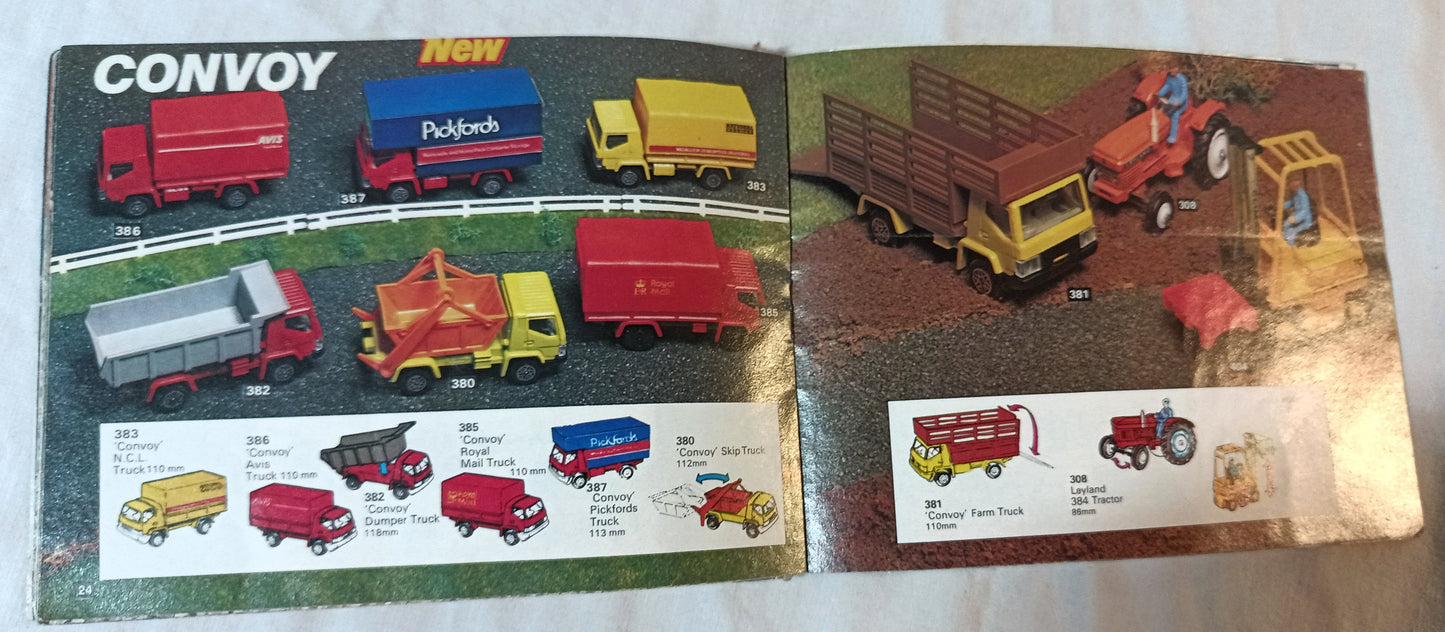 CONVOY
New
AVIS
386
Pickfords
387
383
382
380
Royal
Mail
385
381
308
383
'Convoy'
N.C.L.
Truck 110 mm
386
'Convoy'
Avis
Truck 110 mm
382
'Convoy'
Dumper Truck
118mm
385
'Convoy'
Royal
Mail Truck
110 mm
Pickfords
387
Convoy'
Pickfords
Truck
113 mm
380
'Convoy' Skip Truck
112mm
24
381
'Convoy' Farm Truck
110mm
308
Leyland
384 Tractor
86mm